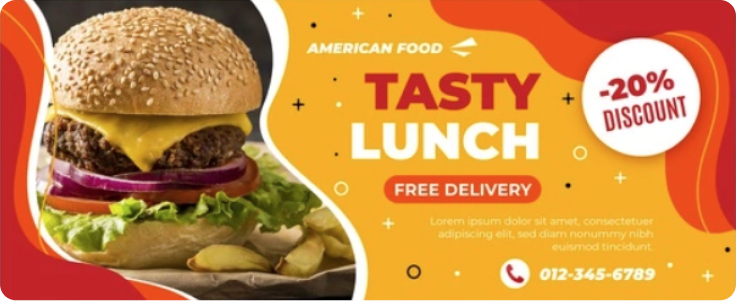 AMERICAN FOOD
TASTY
LUNCH
FREE DELIVERY
-20%
DISCOUNT
Lorem ipsum dolor sit amet, consectetuer
adipiscing elit, sed diam nonummy nibh
euismod tincidunt.
012-345-6789